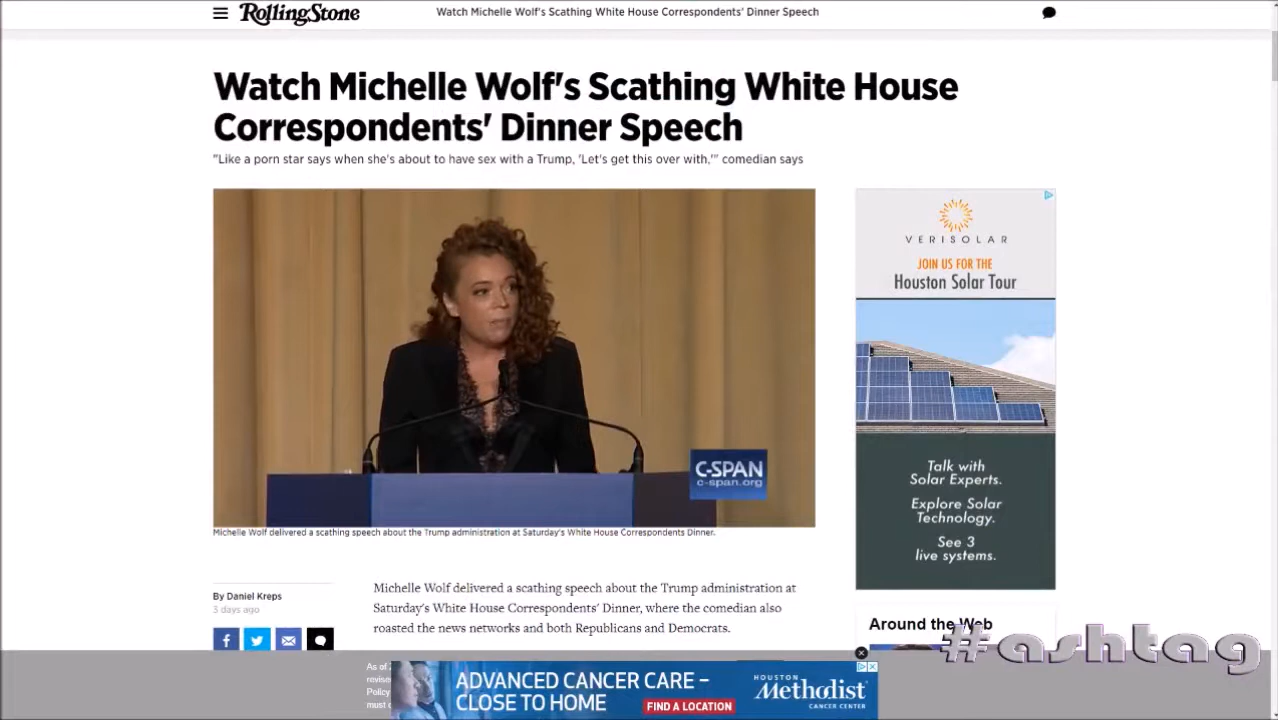 RollingStone
Watch Michelle Wolf's Scathing White House Correspondents' Dinner Speech
Watch Michelle Wolf's Scathing White House
Correspondents' Dinner Speech
"Like a porn star says when she's about to have sex with a Trump, 'Let's get this over with,'" comedian says
C-SPAN
c-span.org
Michelle Wolf delivered a scathing speech about the Trump administration at Saturday's White House Correspondents Dinner.
VERISOLAR
JOIN US FOR THE
Houston Solar Tour
Talk with
Solar Experts.
Explore Solar
Technology.
See 3
live systems.
By Daniel Kreps
3 days ago
Michelle Wolf delivered a scathing speech about the Trump administration at
Saturday's White House Correspondents' Dinner, where the comedian also
roasted the news networks and both Republicans and Democrats.
Around the Web
#ashtag
As of
revise
Policy
must
ADVANCED CANCER CARE –
CLOSE TO HOME
FIND A LOCATION
HOUSTON
Methodist
CANCER CENTER